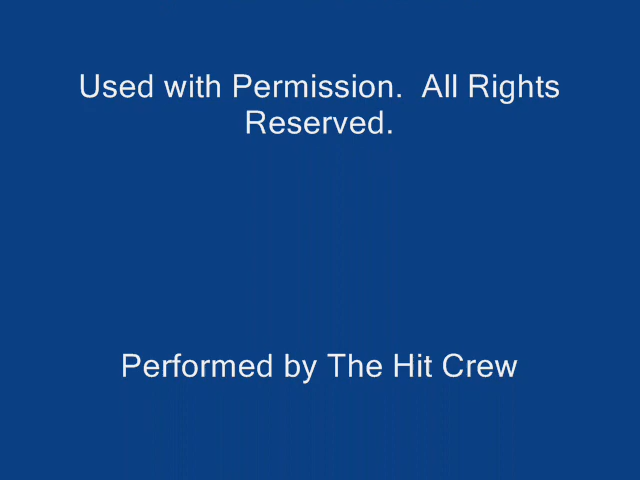 Used with Permission.  All Rights
Reserved.
Performed by The Hit Crew